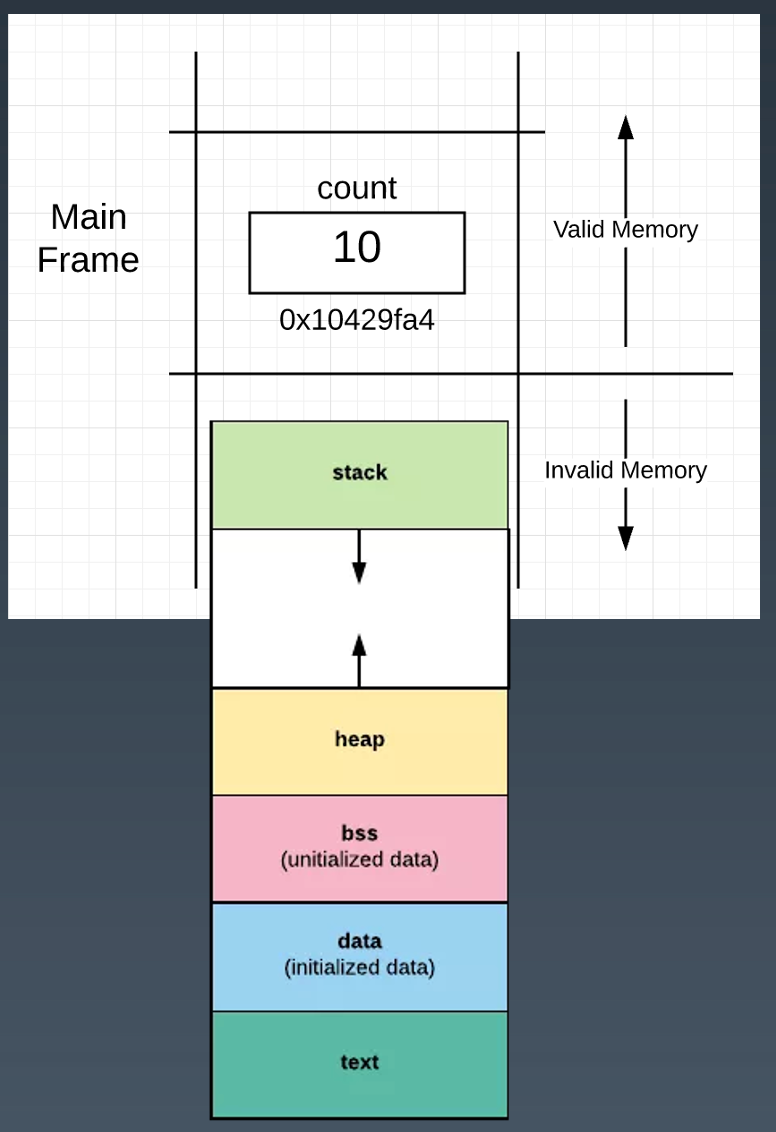 count
Main
Frame
10
0x10429fa4
Valid Memory
stack
Invalid Memory
heap
bss
(unitialized data)
data
(initialized data)
text